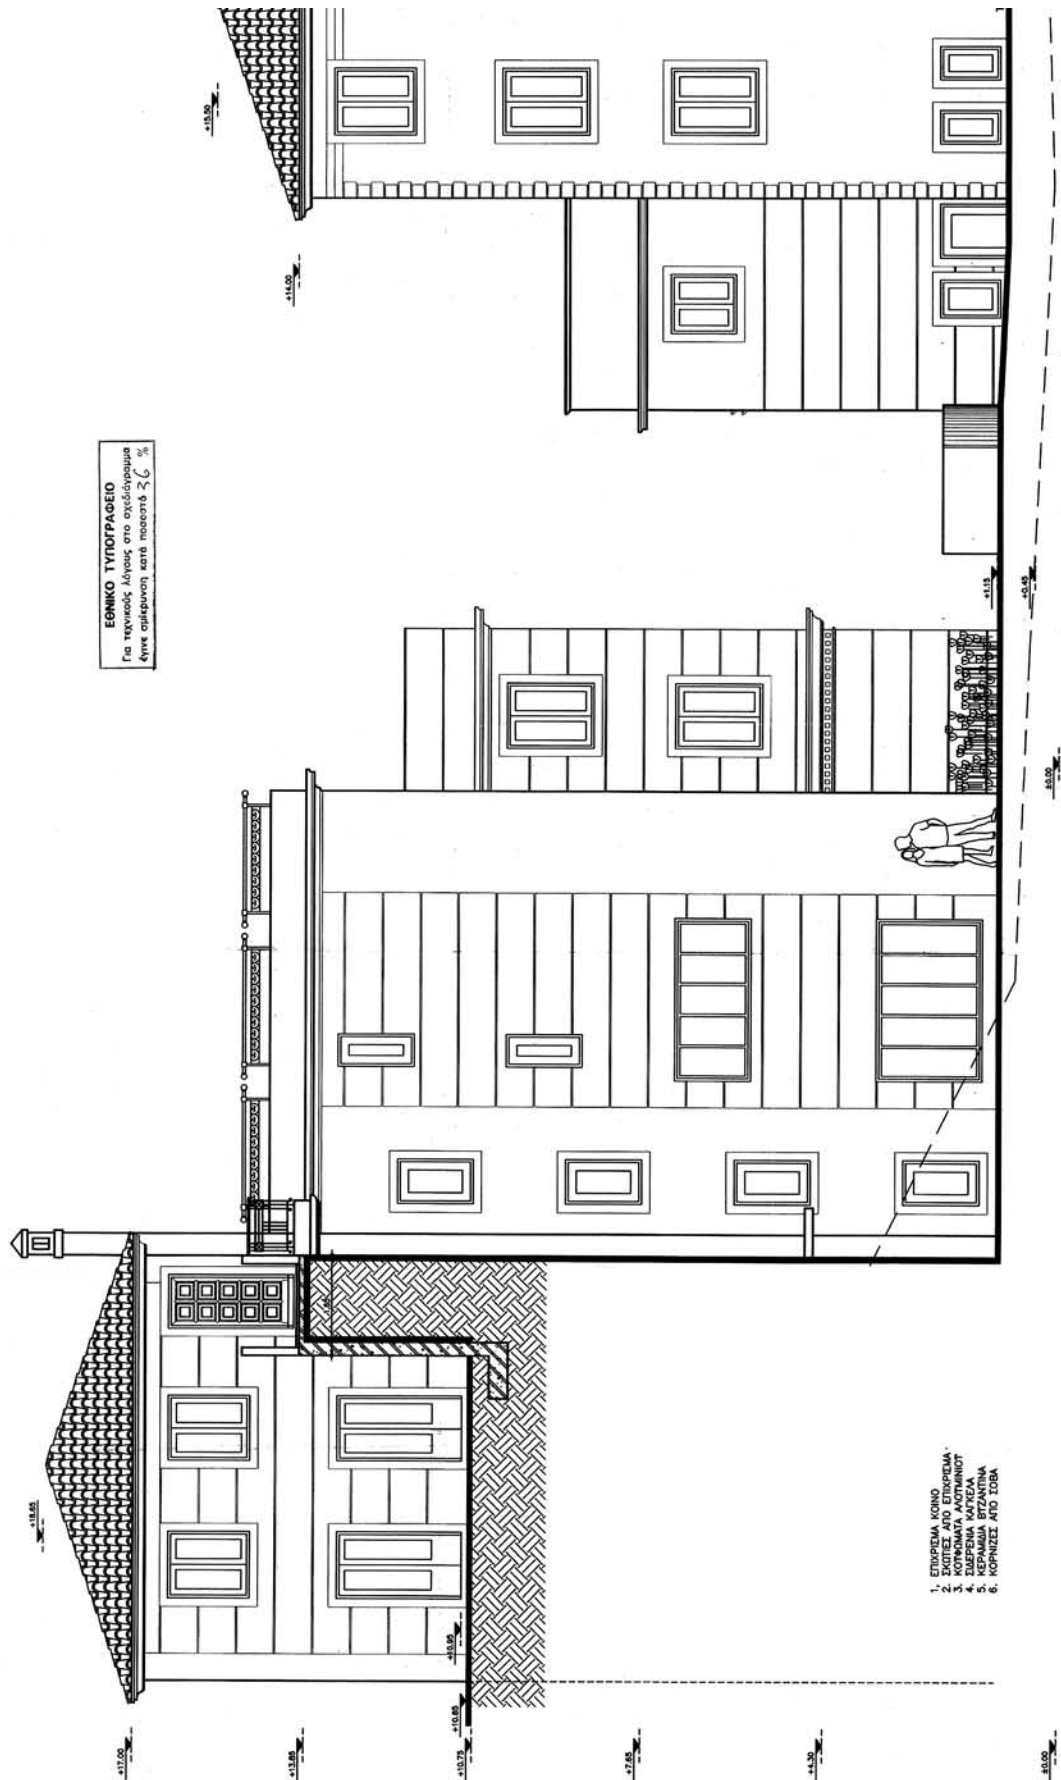 ΕΘΝΙΚΟ ΤΥΠΟΓΡΑΦΕΙΟ
Για τεχνικούς λόγους στο σχεδιάγραμμα
έγινε σμίκρυνση κατά ποσοστό 36 %
+18.65
+17.00
+13.85
+10.75
+10.85
+10.95
+7.65
+4.30
±0.00
1.85
+15.50
+14.00
+1.15
+0.45
±0.00
1. ΕΠΙΧΡΙΣΜΑ ΚΟΙΝΟ
2. ΣΚΟΤΙΕΣ ΑΠΟ ΕΠΙΧΡΙΣΜΑ
3. ΚΟΥΦΩΜΑΤΑ ΑΛΟΥΜΙΝΙΟΥ
4. ΣΙΔΕΡΕΝΙΑ ΚΑΓΚΕΛΑ
5. ΚΕΡΑΜΙΔΙΑ ΒΥΖΑΝΤΙΝΑ
6. ΚΟΡΝΙΖΕΣ ΑΠΟ ΣΟΒΑ